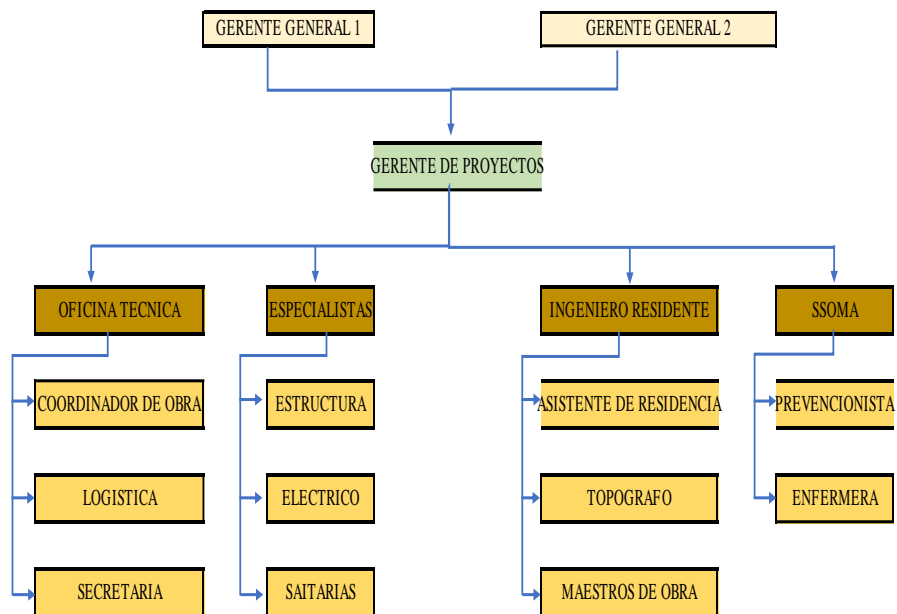 GERENTE GENERAL 1
GERENTE GENERAL 2
GERENTE DE PROYECTOS
OFICINA TECNICA
ESPECIALISTAS
INGENIERO RESIDENTE
SSOMA
COORDINADOR DE OBRA
ESTRUCTURA
ASISTENTE DE RESIDENCIA
PREVENCIONISTA
LOGISTICA
ELECTRICO
TOPOGRAFO
ENFERMERA
SECRETARIA
SAITARIAS
MAESTROS DE OBRA